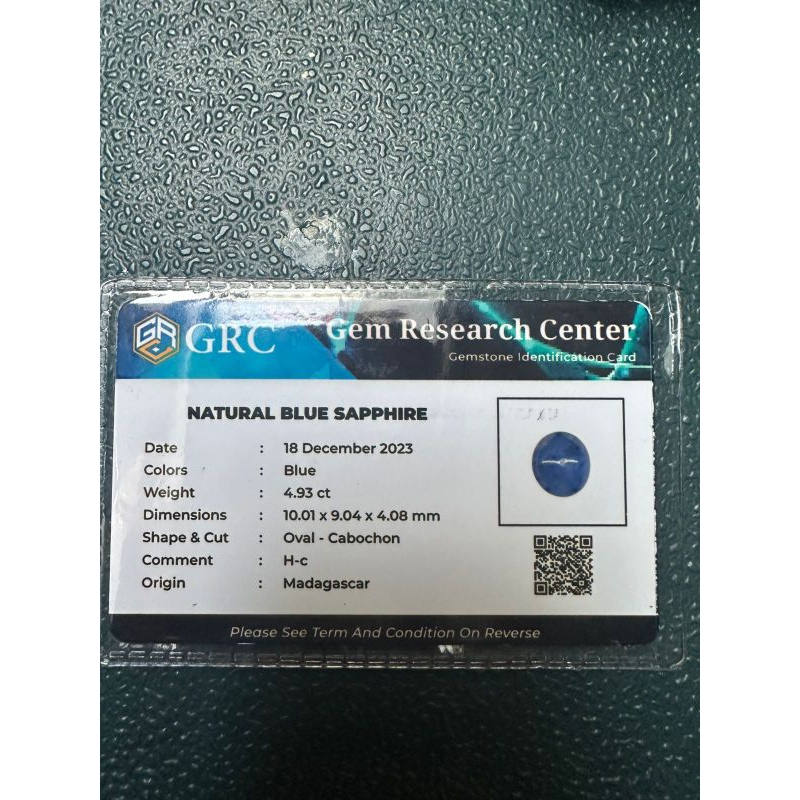 GRC
Gem Research Center
Gemstone Identification Card
NATURAL BLUE SAPPHIRE
Date : 18 December 2023
Colors : Blue
Weight : 4.93 ct
Dimensions : 10.01 x 9.04 x 4.08 mm
Shape & Cut : Oval - Cabochon
Comment : H-c
Origin : Madagascar
Please See Term And Condition On Reverse